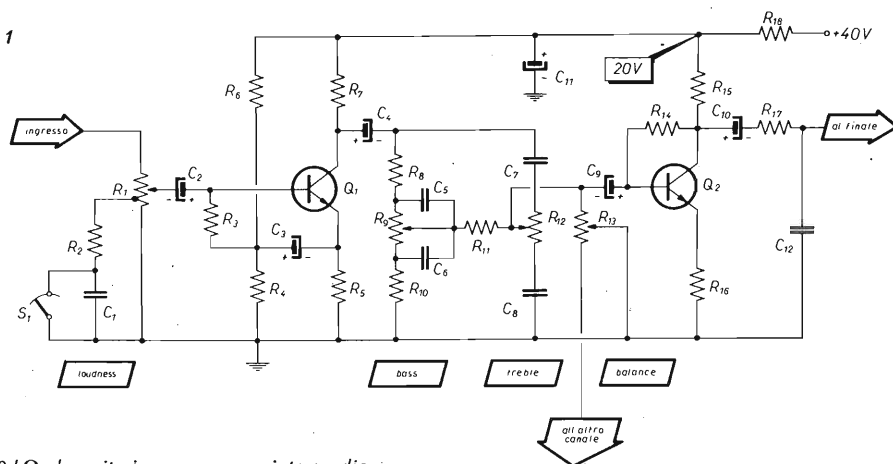 1
R18
+40V
R6
R7
C11
20V
R15
C4
R14
C10
R17
ingresso
al finale
C2
R8
C7
C9
R1
Q1
C5
Q2
R3
R9
R12
R13
R2
C3
R11
C12
C6
R4
R5
R10
C8
R16
S1
C1
loudness
bass
treble
balance
all altro
canale